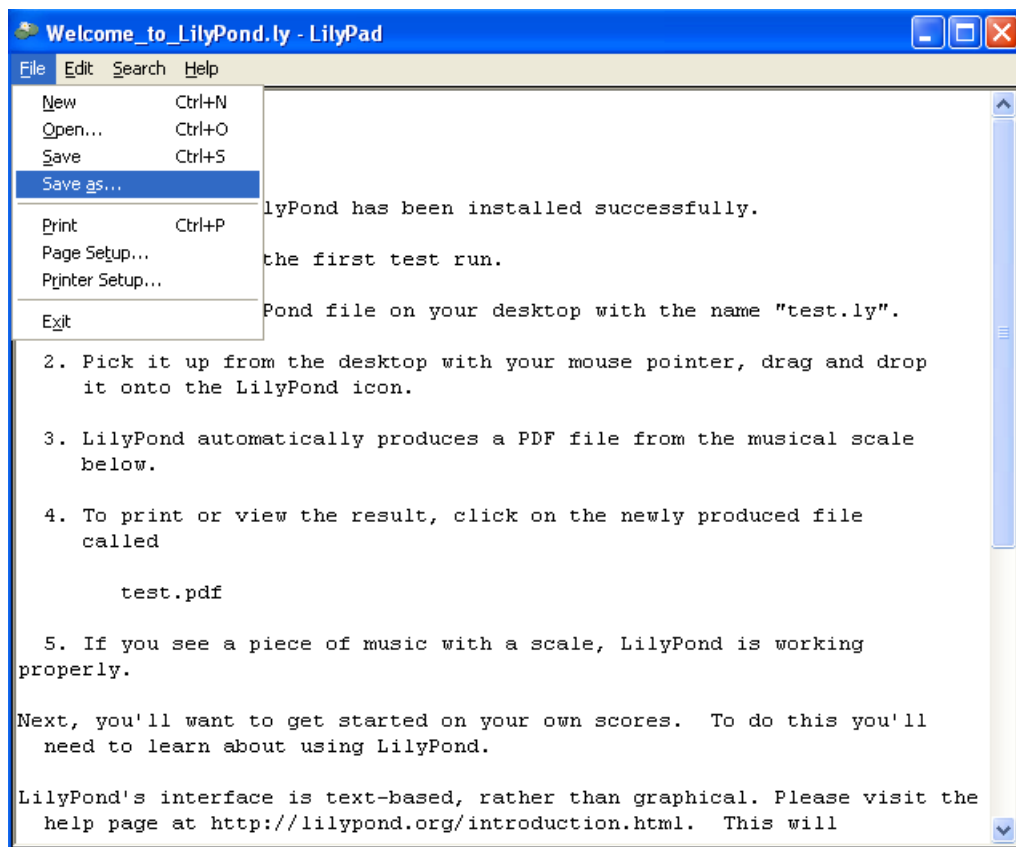 Welcome_to_LilyPond.ly - LilyPad
File Edit Search Help
New Ctrl+N
Open... Ctrl+O
Save Ctrl+S
Save as...
Print Ctrl+P
Page Setup...
Printer Setup...
Exit
lyPond has been installed successfully.
the first test run.
Pond file on your desktop with the name "test.ly".
2. Pick it up from the desktop with your mouse pointer, drag and drop
it onto the LilyPond icon.
3. LilyPond automatically produces a PDF file from the musical scale
below.
4. To print or view the result, click on the newly produced file
called
test.pdf
5. If you see a piece of music with a scale, LilyPond is working
properly.
Next, you'll want to get started on your own scores. To do this you'll
need to learn about using LilyPond.
LilyPond's interface is text-based, rather than graphical. Please visit the
help page at http://lilypond.org/introduction.html. This will